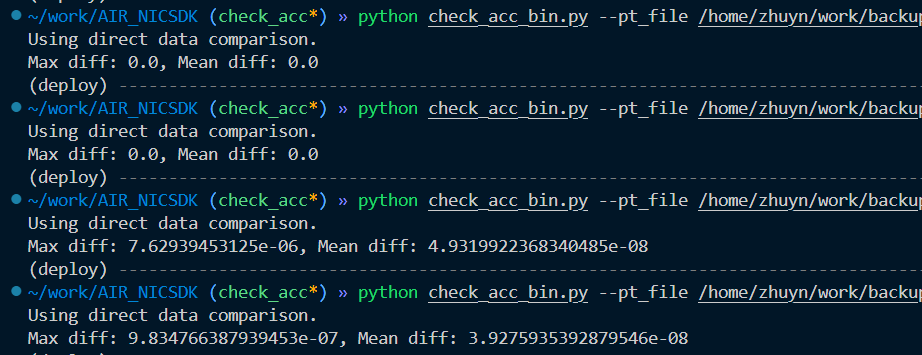 (deploy)
~/work/AIR_NICSDK (check_acc*) » python check_acc_bin.py --pt_file /home/zhuyn/work/backup
Using direct data comparison.
Max diff: 0.0, Mean diff: 0.0
(deploy) ----------------------------------------------------------------
~/work/AIR_NICSDK (check_acc*) » python check_acc_bin.py --pt_file /home/zhuyn/work/backup
Using direct data comparison.
Max diff: 0.0, Mean diff: 0.0
(deploy) ----------------------------------------------------------------
~/work/AIR_NICSDK (check_acc*) » python check_acc_bin.py --pt_file /home/zhuyn/work/backup
Using direct data comparison.
Max diff: 7.62939453125e-06, Mean diff: 4.9319922368340485e-08
(deploy) ----------------------------------------------------------------
~/work/AIR_NICSDK (check_acc*) » python check_acc_bin.py --pt_file /home/zhuyn/work/backup
Using direct data comparison.
Max diff: 9.834766387939453e-07, Mean diff: 3.9275935392879546e-08